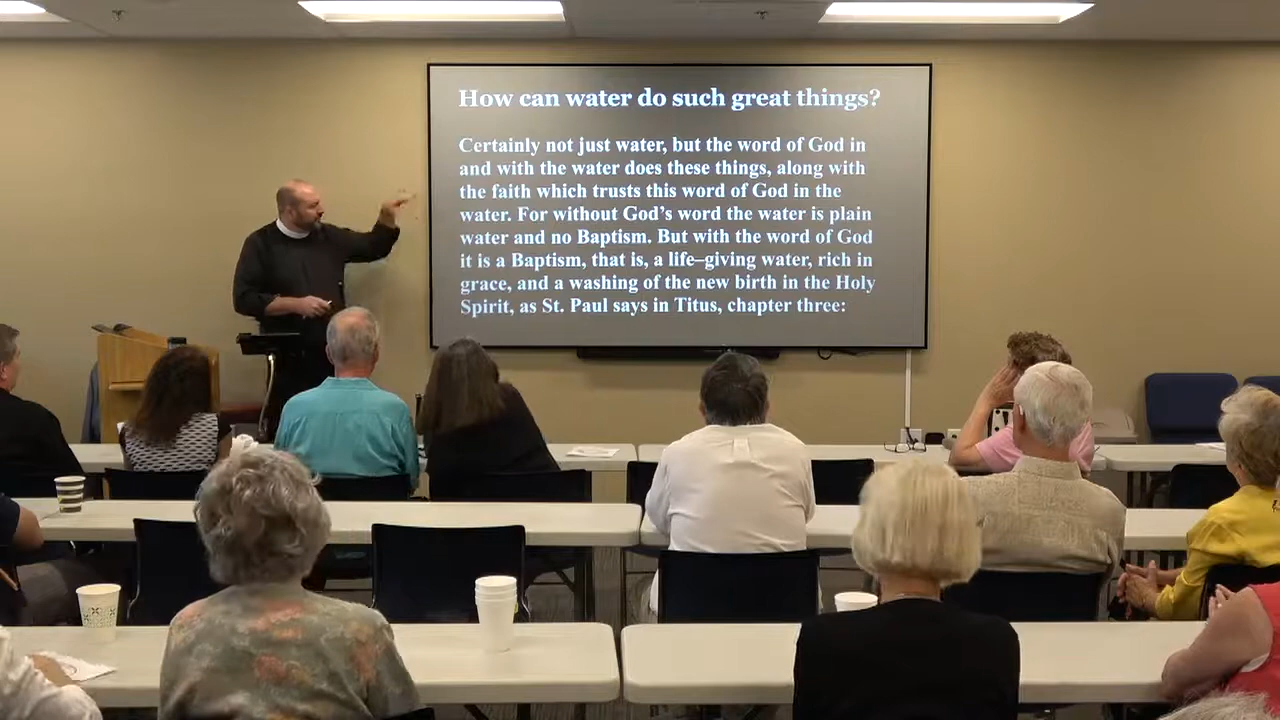 How can water do such great things?
Certainly not just water, but the word of God in
and with the water does these things, along with
the faith which trusts this word of God in the
water. For without God's word the water is plain
water and no Baptism. But with the word of God
it is a Baptism, that is, a life–giving water, rich in
grace, and a washing of the new birth in the Holy
Spirit, as St. Paul says in Titus, chapter three: